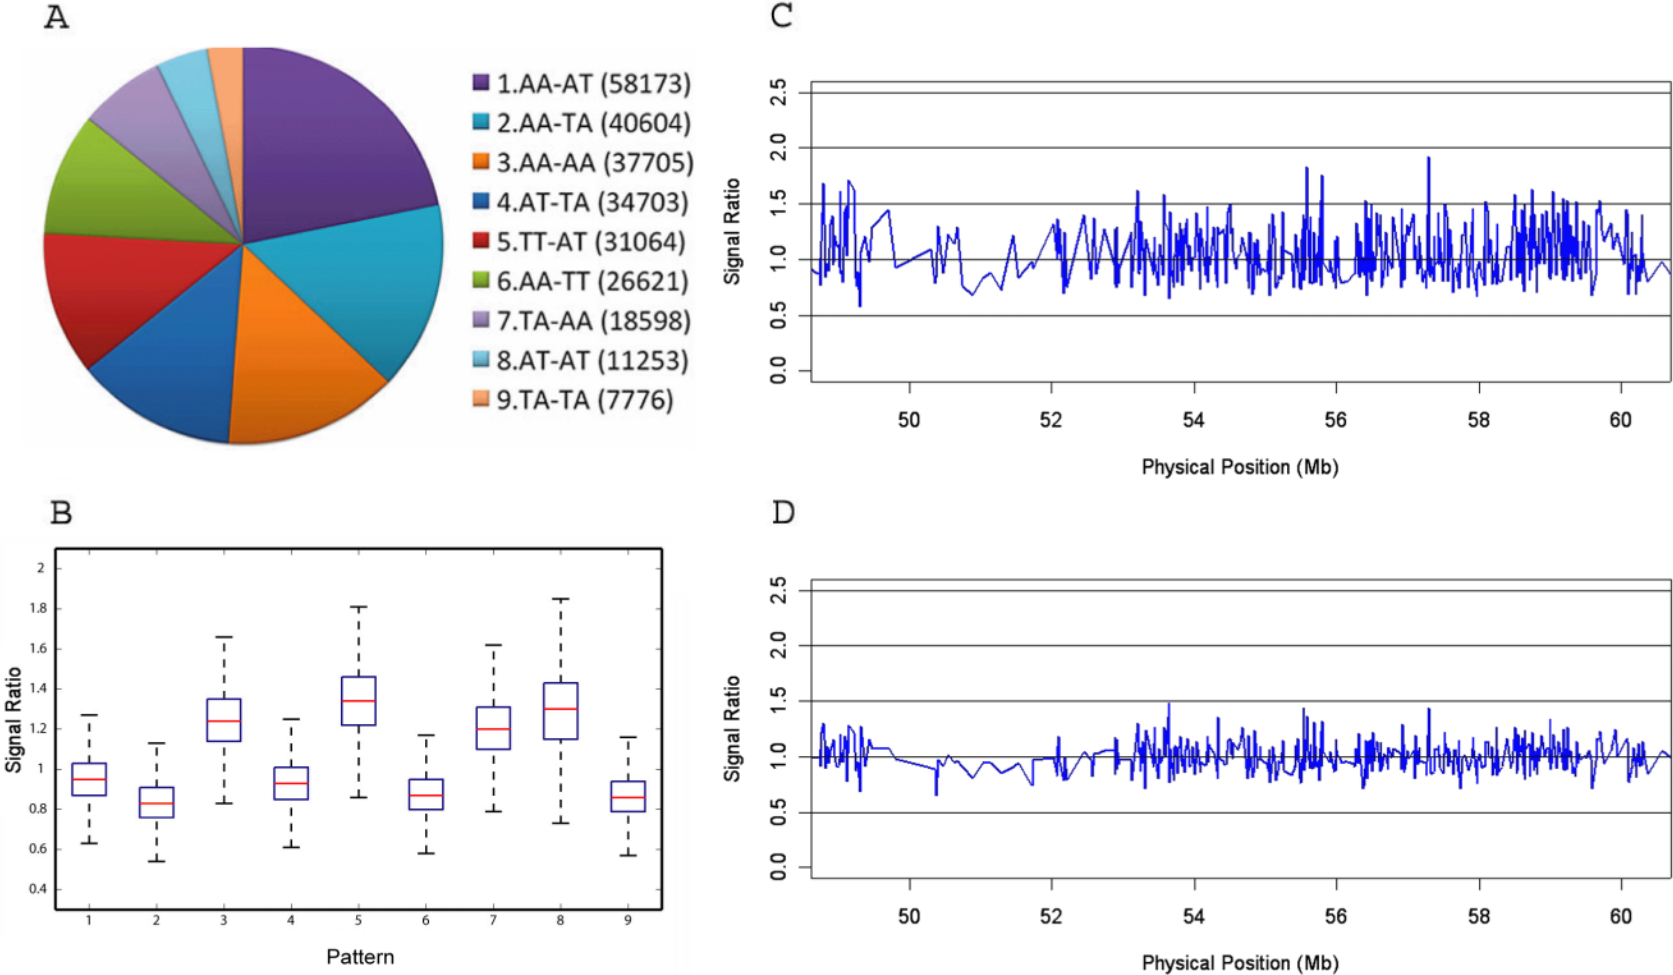 A
1.AA-AT (58173)
2.AA-TA (40604)
3.AA-AA (37705)
4.AT-TA (34703)
5.TT-AT (31064)
6.AA-TT (26621)
7.TA-AA (18598)
8.AT-AT (11253)
9.TA-TA (7776)
B
Signal Ratio
2
1.8
1.6
1.4
1.2
1
0.8
0.6
0.4
1 2 3 4 5 6 7 8 9
Pattern
C
Signal Ratio
2.5
2.0
1.5
1.0
0.5
0.0
50 52 54 56 58 60
Physical Position (Mb)
D
Signal Ratio
2.5
2.0
1.5
1.0
0.5
0.0
50 52 54 56 58 60
Physical Position (Mb)